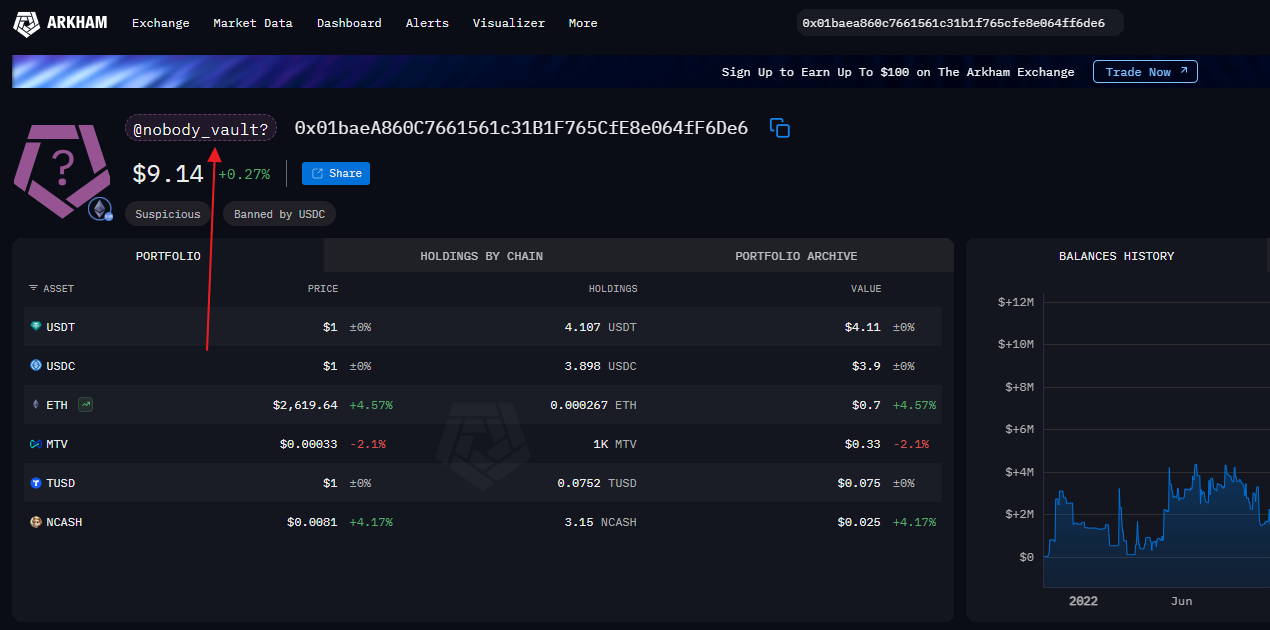 ARKHAM Exchange Market Data Dashboard Alerts Visualizer More 0x01baea860c7661561c31b1f765cfe8e064ff6de6
Sign Up to Earn Up To $100 on The Arkham Exchange Trade Now ↗
@nobody_vault? 0x01baeA860C7661561c31B1F765CfE8e064fF6De6
$9.14 +0.27% Share
Suspicious Banned by USDC
PORTFOLIO HOLDINGS BY CHAIN PORTFOLIO ARCHIVE
ASSET PRICE HOLDINGS VALUE
USDT $1 ±0% 4.107 USDT $4.11 ±0%
USDC $1 ±0% 3.898 USDC $3.9 ±0%
ETH $2,619.64 +4.57% 0.000267 ETH $0.7 +4.57%
MTV $0.00033 -2.1% 1K MTV $0.33 -2.1%
TUSD $1 ±0% 0.0752 TUSD $0.075 ±0%
NCASH $0.0081 +4.17% 3.15 NCASH $0.025 +4.17%
BALANCES HISTORY
$+12M
$+10M
$+8M
$+6M
$+4M
$+2M
$0
2022 Jun